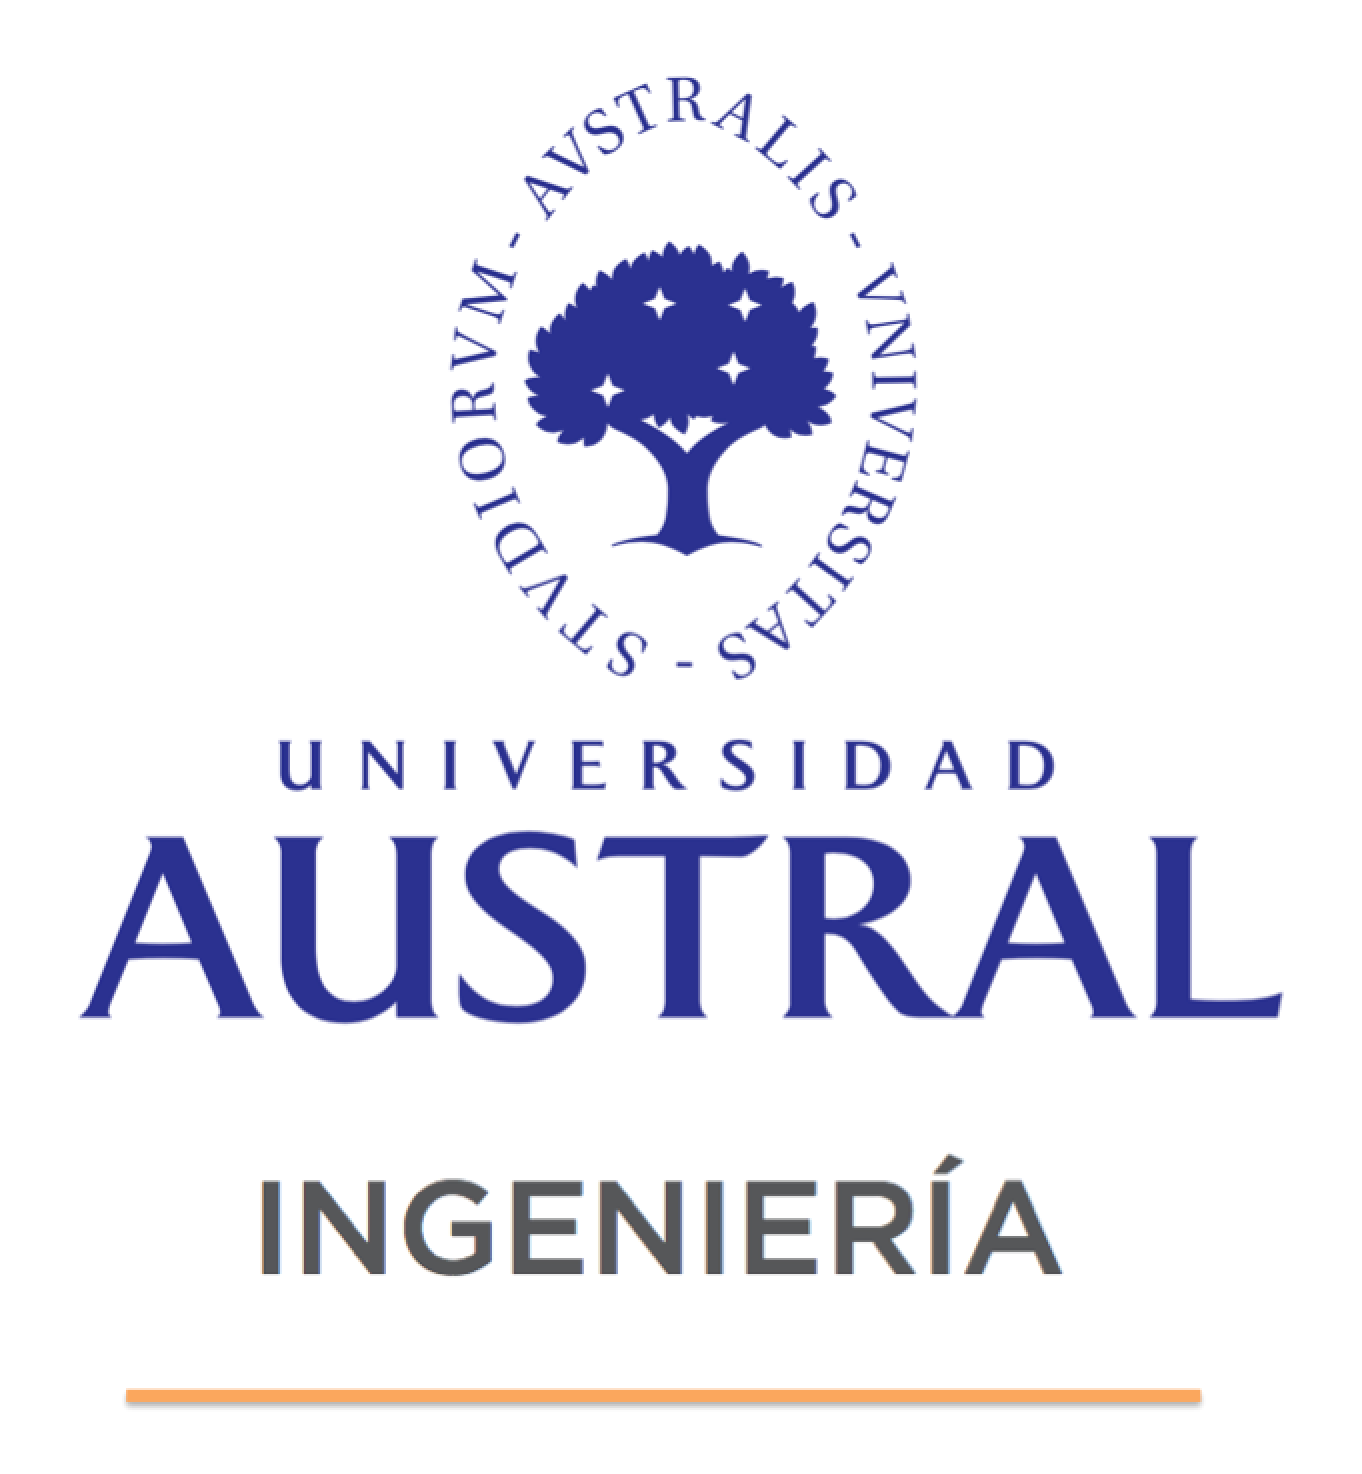 STVDIORVM - AVSTRALIS - VNIVERSITAS -
UNIVERSIDAD
AUSTRAL
INGENIERÍA